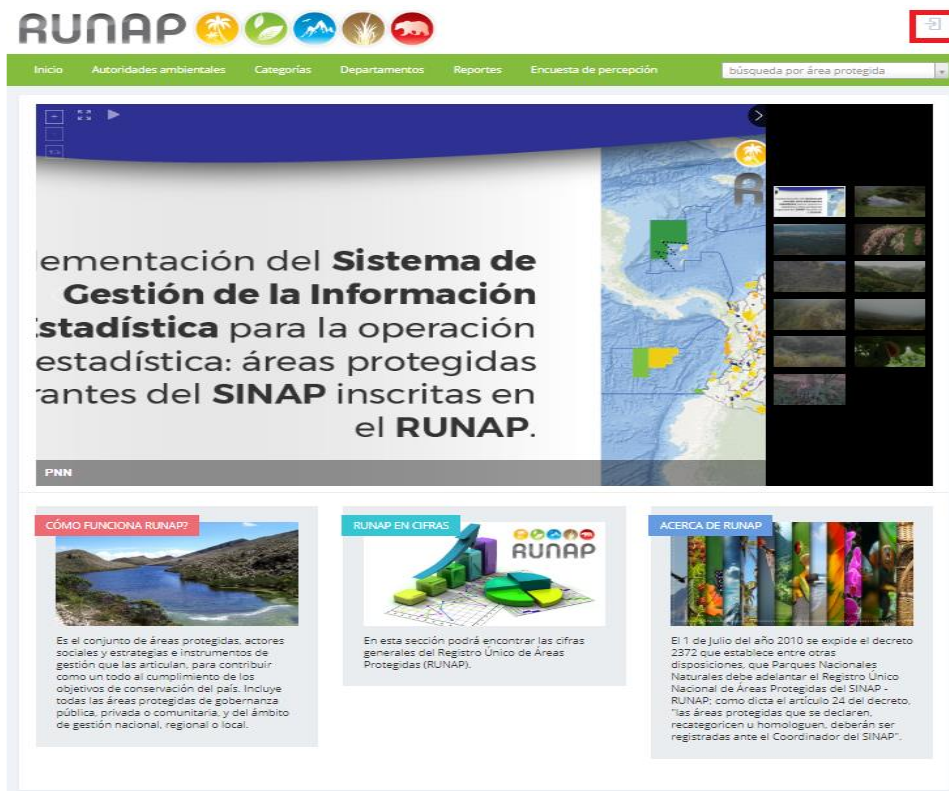 RUNAP
Inicio Autoridades ambientales Categorías Departamentos Reportes Encuesta de percepción búsqueda por área protegida
ementación del Sistema de
Gestión de la Información
Estadística para la operación
estadística: áreas protegidas
rantes del SINAP inscritas en
el RUNAP.
PNN
CÓMO FUNCIONA RUNAP?
Es el conjunto de áreas protegidas, actores
sociales y estrategias e instrumentos de
gestión que las articulan, para contribuir
como un todo al cumplimiento de los
objetivos de conservación del país. Incluye
todas las áreas protegidas de gobernanza
pública, privada o comunitaria, y del ámbito
de gestión nacional, regional o local.
RUNAP EN CIFRAS
RUNAP
En esta sección podrá encontrar las cifras
generales del Registro Único de Áreas
Protegidas (RUNAP).
ACERCA DE RUNAP
El 1 de Julio del año 2010 se expide el decreto
2372 que establece entre otras
disposiciones, que Parques Nacionales
Naturales debe adelantar el Registro Único
Nacional de Áreas Protegidas del SINAP -
RUNAP; como dicta el artículo 24 del decreto,
"las áreas protegidas que se declaren,
recategoricen u homologuen, deberán ser
registradas ante el Coordinador del SINAP".